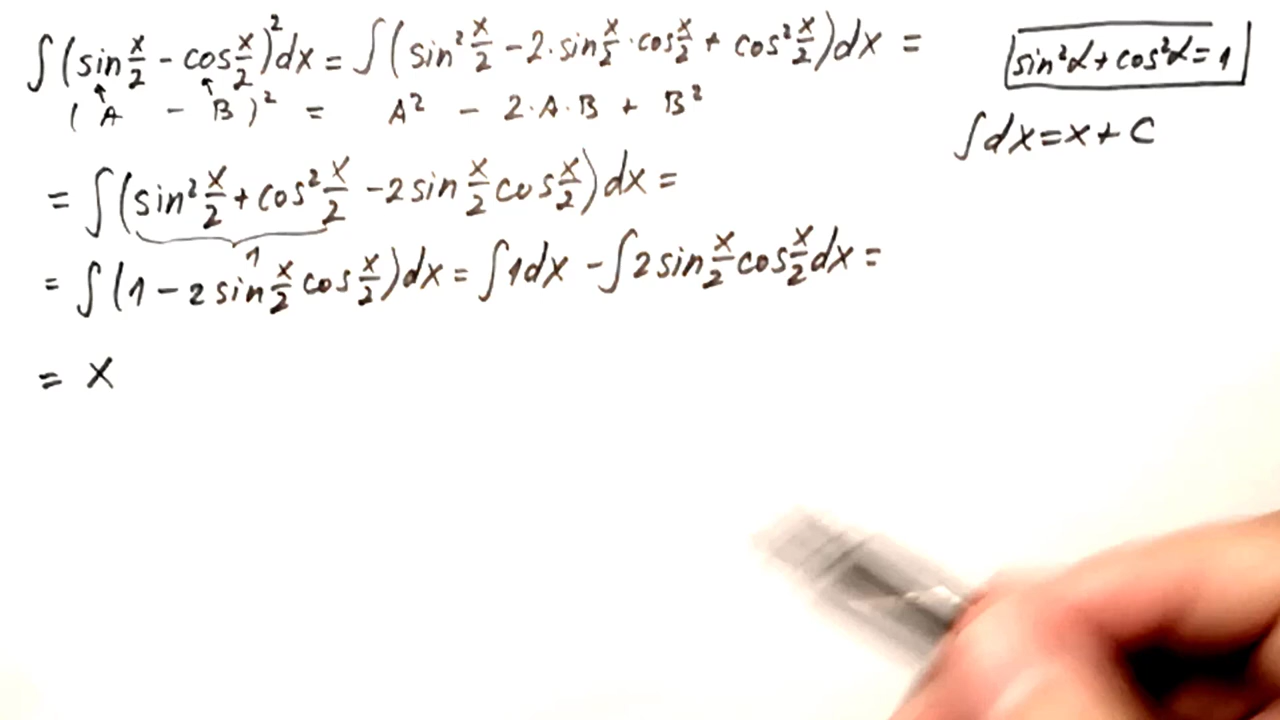 ∫(sin x/2 - cos x/2)² dx = ∫(sin² x/2 - 2·sin x/2·cos x/2 + cos² x/2)dx =
sin²α + cos²α = 1
(A - B)² = A² - 2·A·B + B²
∫dx = x + C
= ∫(sin² x/2 + cos² x/2 - 2 sin x/2 cos x/2)dx =
1
= ∫(1 - 2 sin x/2 cos x/2)dx = ∫1dx - ∫2 sin x/2 cos x/2 dx =
= x